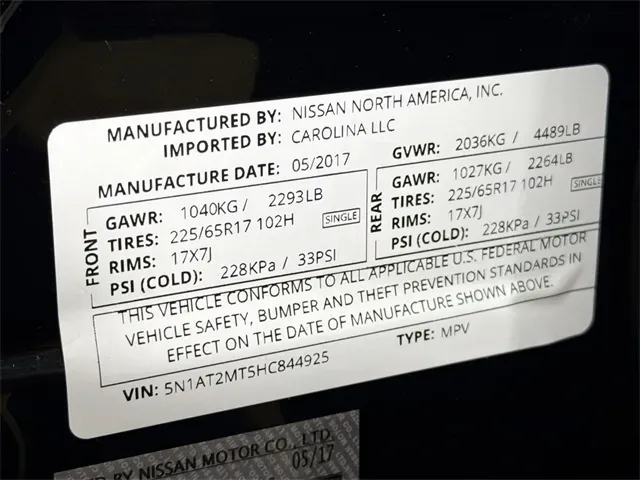 MANUFACTURED BY: NISSAN NORTH AMERICA, INC.
IMPORTED BY: CAROLINA LLC
MANUFACTURE DATE: 05/2017
GVWR: 2036KG / 4489LB
FRONT
GAWR: 1040KG / 2293LB
TIRES: 225/65R17 102H SINGLE
RIMS: 17X7J
PSI (COLD): 228KPa / 33PSI
REAR
GAWR: 1027KG / 2264LB
TIRES: 225/65R17 102H SINGLE
RIMS: 17X7J
PSI (COLD): 228KPa / 33PSI
THIS VEHICLE CONFORMS TO ALL APPLICABLE U.S. FEDERAL MOTOR
VEHICLE SAFETY, BUMPER AND THEFT PREVENTION STANDARDS IN
EFFECT ON THE DATE OF MANUFACTURE SHOWN ABOVE.
VIN: 5N1AT2MT5HC844925
TYPE: MPV
BY NISSAN MOTOR CO., LTD.
05/17